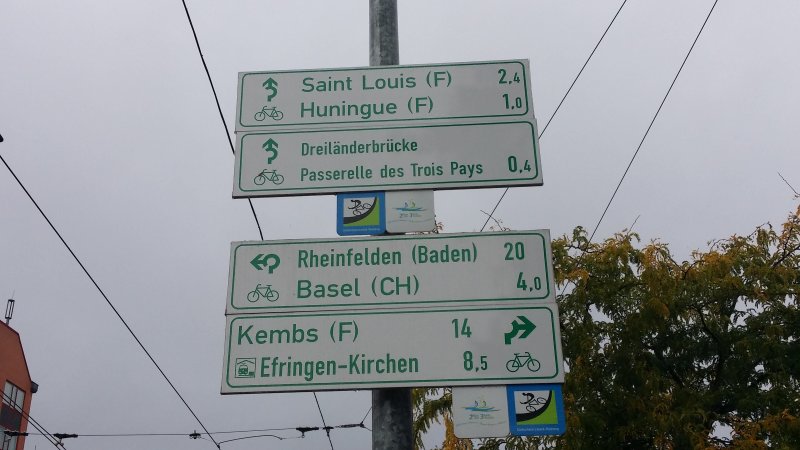 Saint Louis (F) 2,4
Huningue (F) 1,0
Dreiländerbrücke
Passerelle des Trois Pays 0,4
Rheinfelden (Baden) 20
Basel (CH) 4,0
Kembs (F) 14
Efringen-Kirchen 8,5